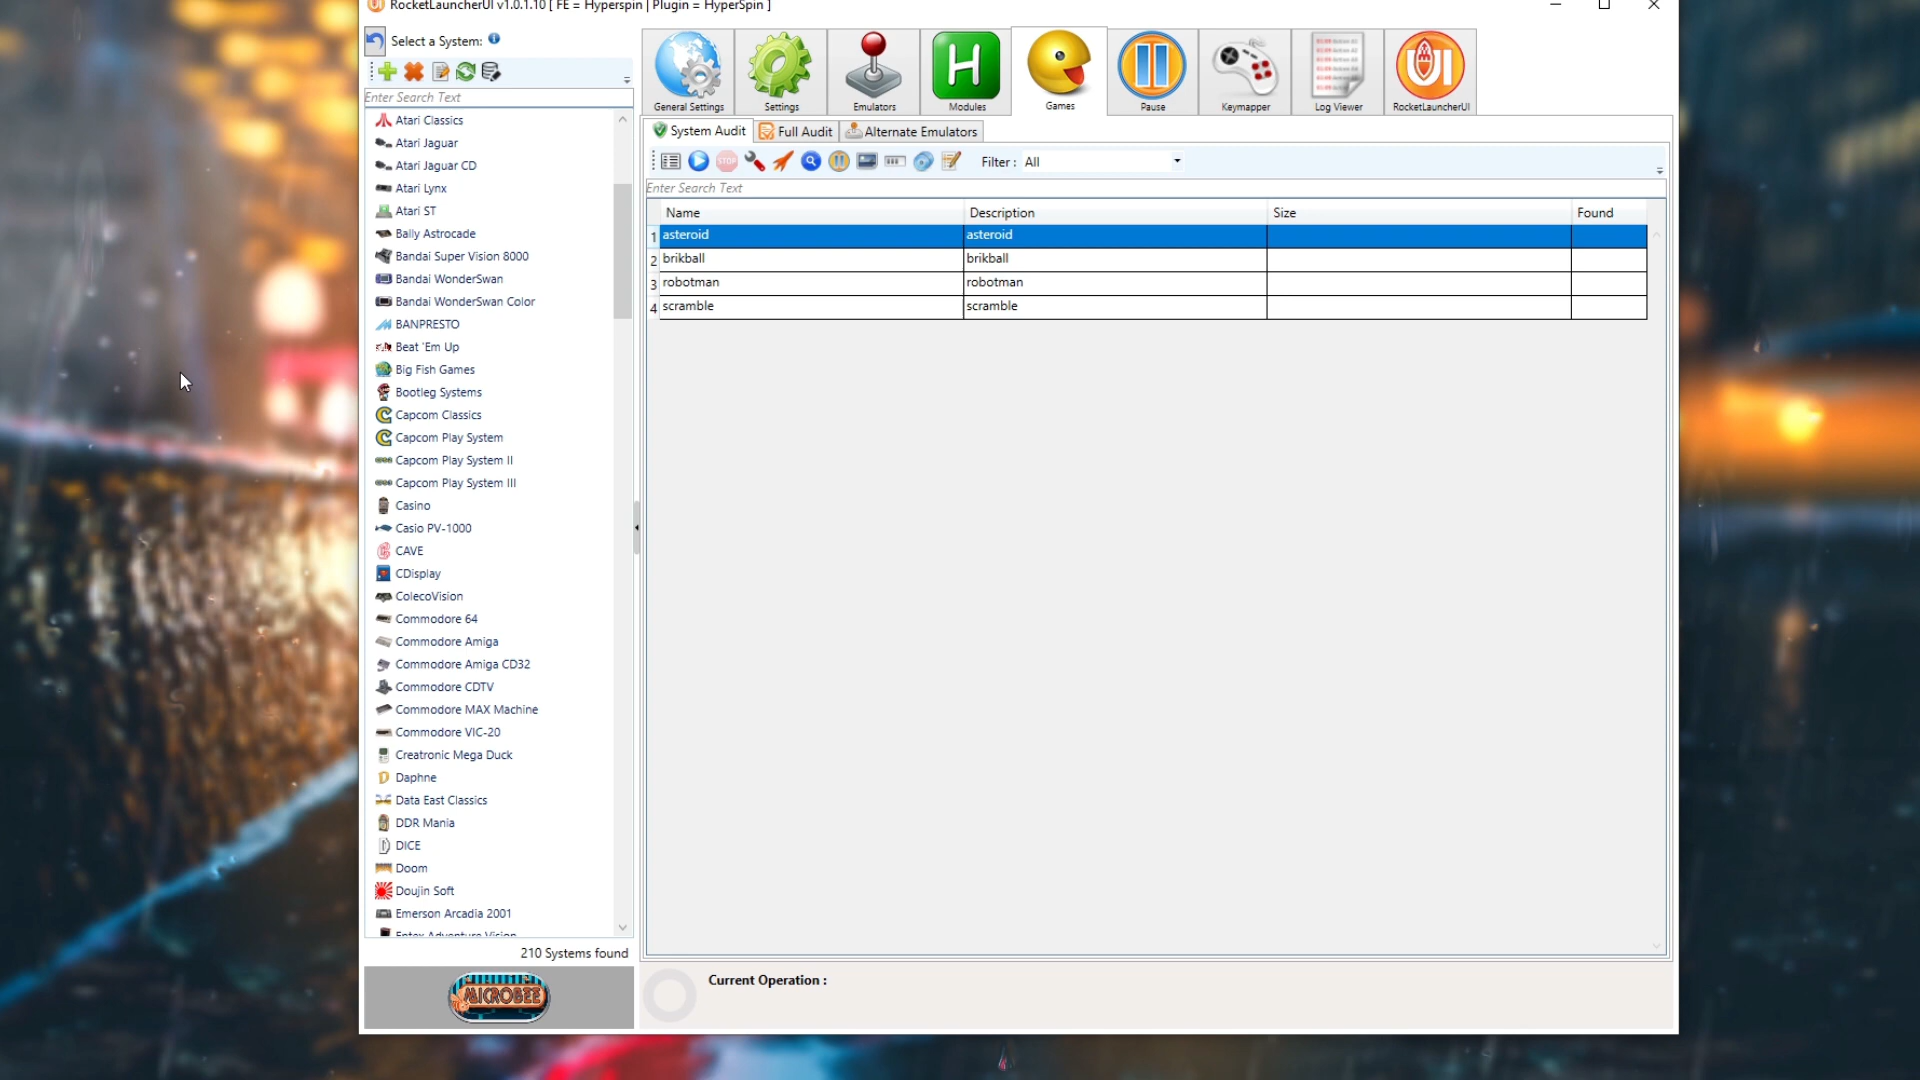 RocketLauncherUI v1.0.1.10 [ FE = Hyperspin | Plugin = HyperSpin ]
Select a System:
Enter Search Text
Atari Classics
Atari Jaguar
Atari Jaguar CD
Atari Lynx
Atari ST
Bally Astrocade
Bandai Super Vision 8000
Bandai WonderSwan
Bandai WonderSwan Color
BANPRESTO
Beat 'Em Up
Big Fish Games
Bootleg Systems
Capcom Classics
Capcom Play System
Capcom Play System II
Capcom Play System III
Casino
Casio PV-1000
CAVE
CDisplay
ColecoVision
Commodore 64
Commodore Amiga
Commodore Amiga CD32
Commodore CDTV
Commodore MAX Machine
Commodore VIC-20
Creatronic Mega Duck
Daphne
Data East Classics
DDR Mania
DICE
Doom
Doujin Soft
Emerson Arcadia 2001
Entex Adventure Vision
210 Systems found
MICROBEE
General Settings
Settings
Emulators
Modules
Games
Pause
Keymapper
Log Viewer
RocketLauncherUI
System Audit
Full Audit
Alternate Emulators
STOP
Filter : All
Enter Search Text
Name Description Size Found
1 asteroid asteroid
2 brikball brikball
3 robotman robotman
4 scramble scramble
Current Operation :